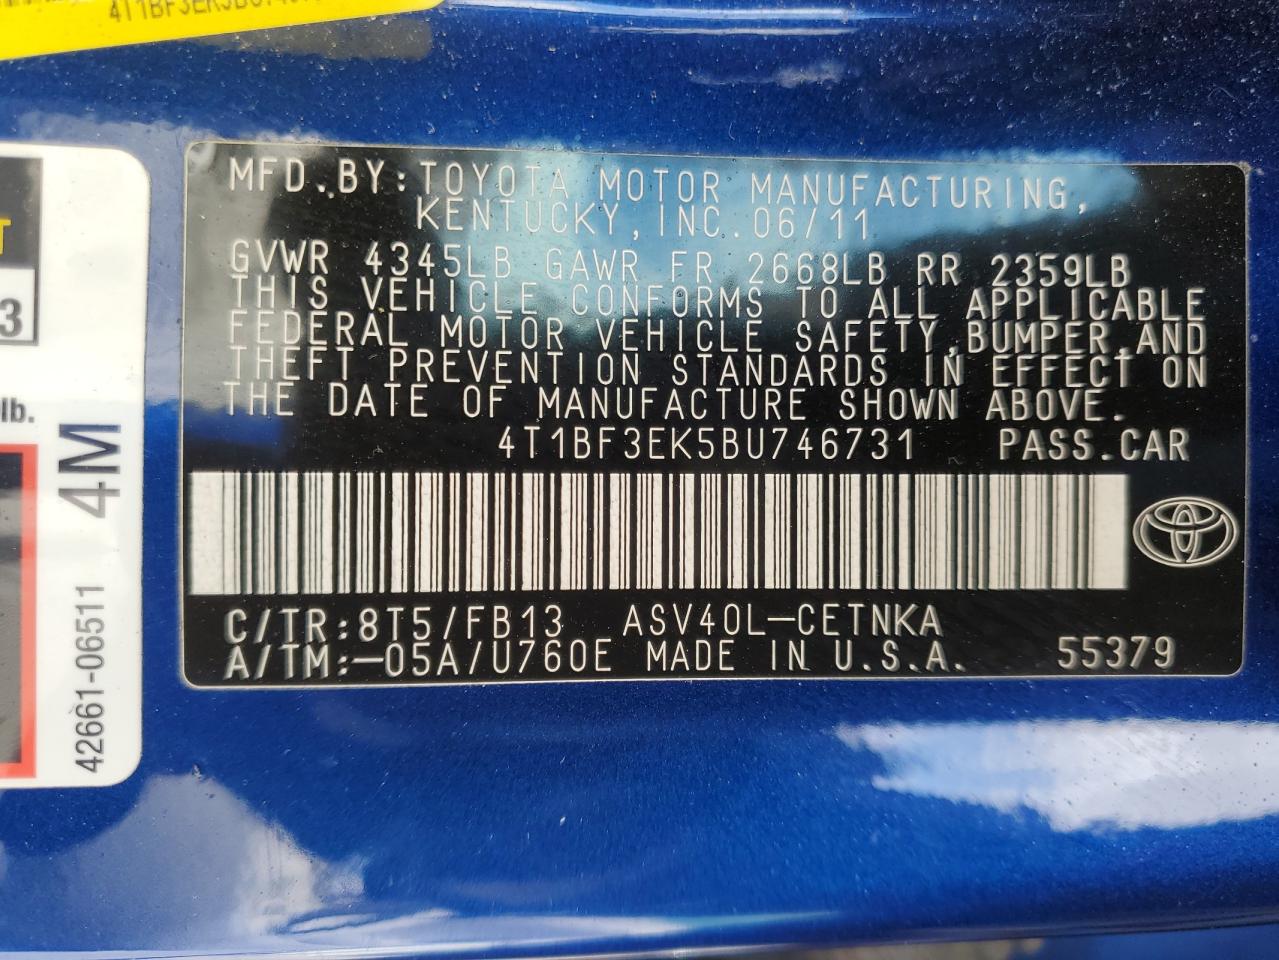 MFD. BY: TOYOTA MOTOR MANUFACTURING,
KENTUCKY, INC. 06/11
GVWR 4345LB GAWR FR 2668LB RR 2359LB
THIS VEHICLE CONFORMS TO ALL APPLICABLE
FEDERAL MOTOR VEHICLE SAFETY, BUMPER, AND
THEFT PREVENTION STANDARDS IN EFFECT ON
THE DATE OF MANUFACTURE SHOWN ABOVE.
4T1BF3EK5BU746731 PASS. CAR
C/TR: 8T5/FB13 ASV40L-CETNKA
A/TM: -05A/U760E MADE IN U.S.A. 55379
3
lb.
4M
42661-06511